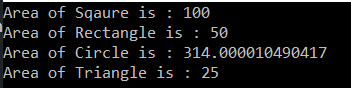 Area of Sqaure is : 100
Area of Rectangle is : 50
Area of Circle is : 314.000010490417
Area of Triangle is : 25